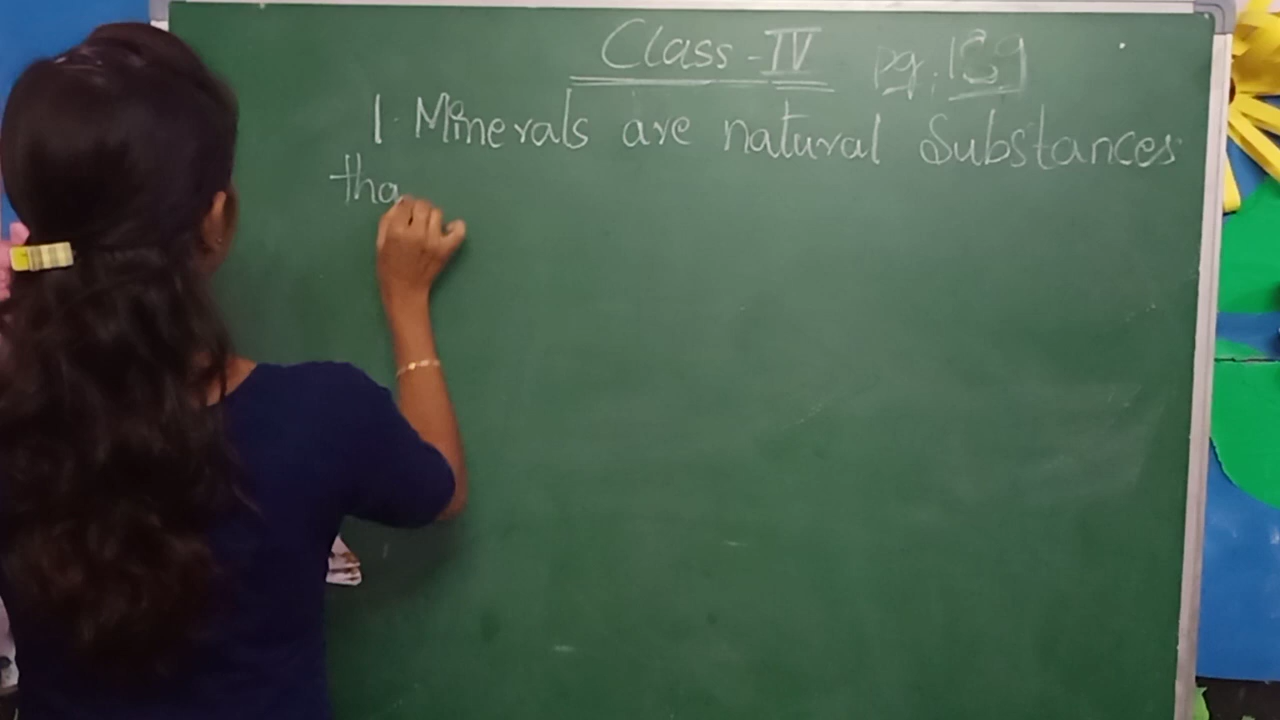 Class - IV pg. 139
1. Minerals are natural Substances
tha